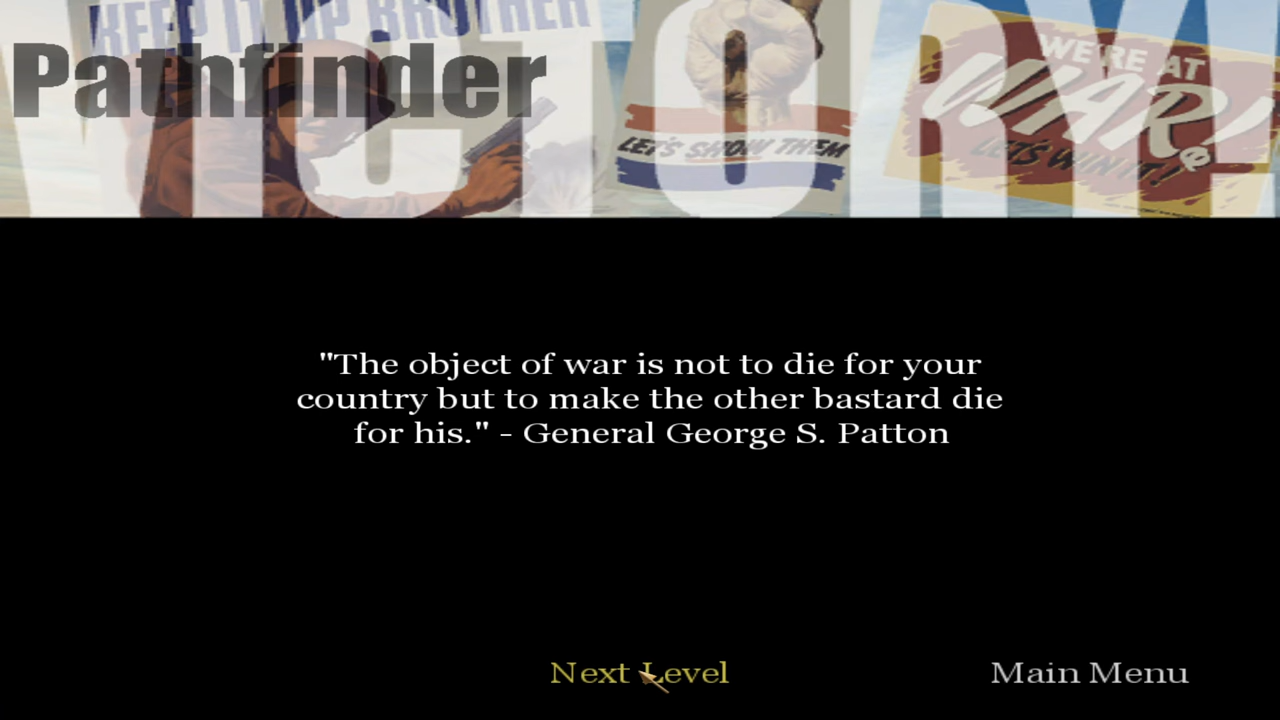 KEEP IT UP BROTHER
VICTORY
Pathfinder
LET'S SHOW THEM
WE'RE AT
WAR!
LET'S WIN IT!
"The object of war is not to die for your
country but to make the other bastard die
for his." - General George S. Patton
Next Level
Main Menu